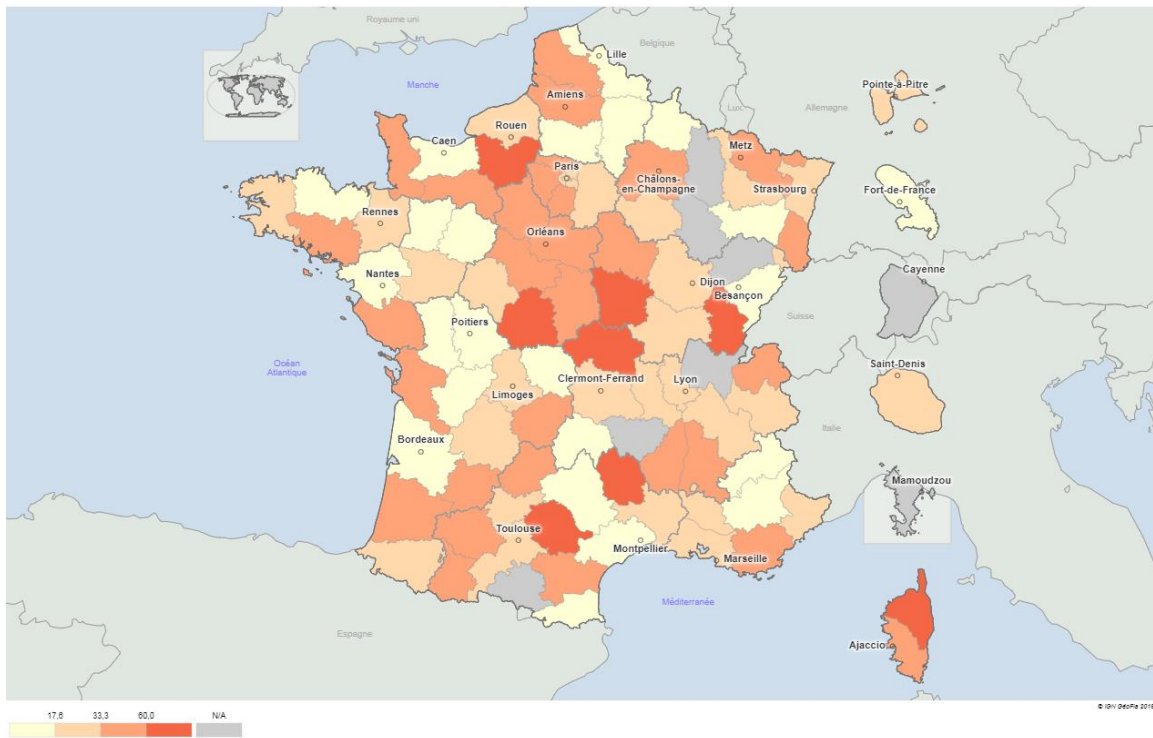 Royaume uni
Belgique
Lille
Manche
Amiens
Lux.
Allemagne
Pointe-à-Pitre
Rouen
Caen
Metz
Paris
Châlons-
en-Champagne
Strasbourg
Fort-de-France
Rennes
Orléans
Nantes
Dijon
Besançon
Cayenne
Suisse
Poitiers
Océan
Atlantique
Clermont-Ferrand
Lyon
Limoges
Saint-Denis
Italie
Bordeaux
Mamoudzou
Toulouse
Montpellier
Marseille
Méditerranée
Espagne
Ajaccio
© IGN GéoFla
17,6 33,3 60,0 N/A